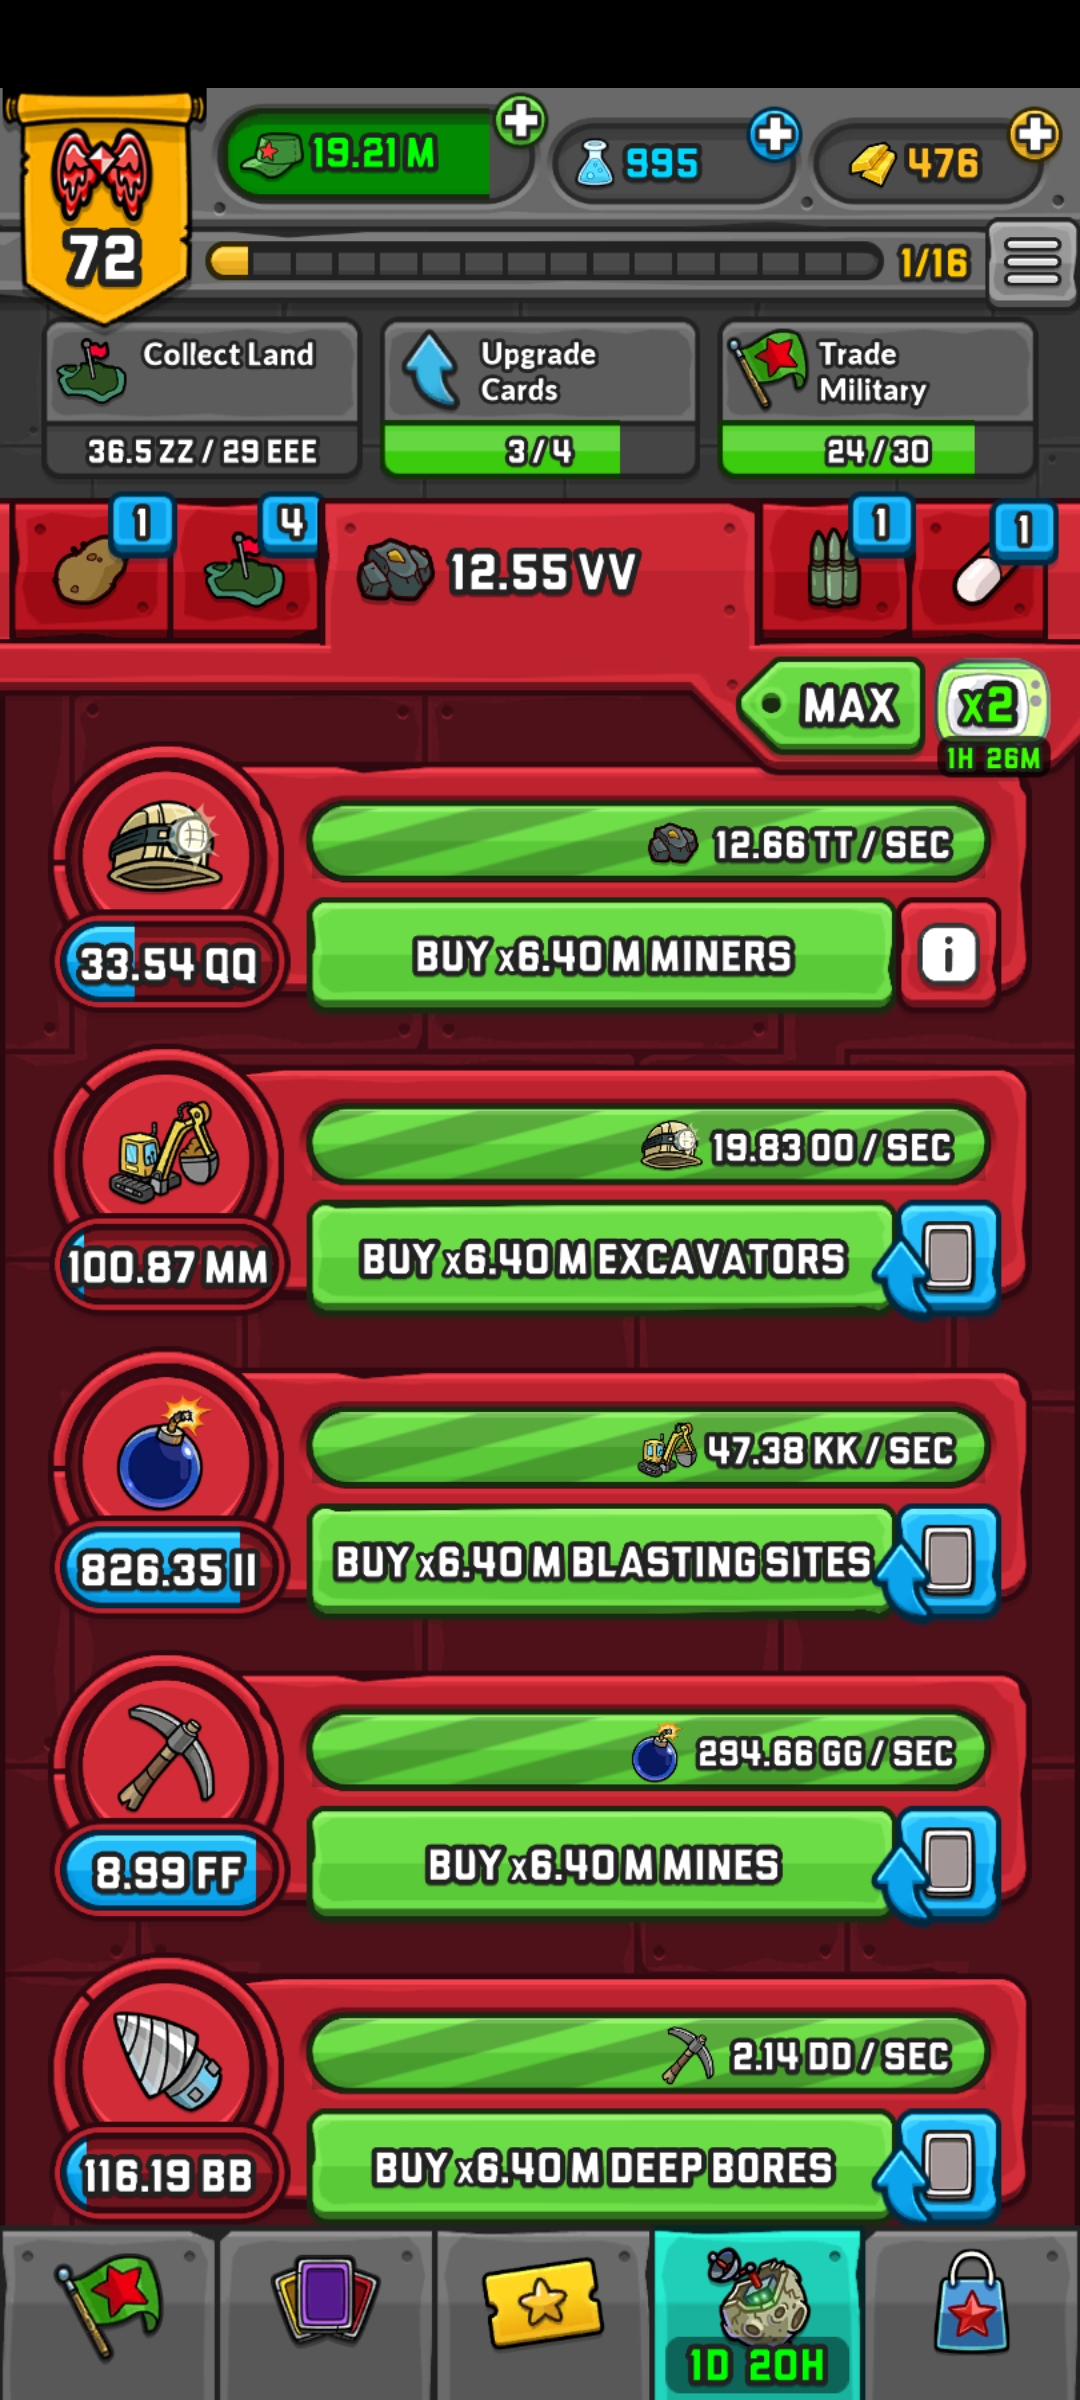 72
19.21 M
995
476
1/16
Collect Land
36.5 ZZ / 29 EEE
Upgrade
Cards
3/4
Trade
Military
24/30
1
4
12.55 VV
1
1
MAX
x2
1H 26M
12.66 TT / SEC
33.54 QQ
BUY x6.40 M MINERS
i
19.83 OO / SEC
100.87 MM
BUY x6.40 M EXCAVATORS
47.38 KK / SEC
826.35 II
BUY x6.40 M BLASTING SITES
294.66 GG / SEC
8.99 FF
BUY x6.40 M MINES
2.14 DD / SEC
116.19 BB
BUY x6.40 M DEEP BORES
1D 20H